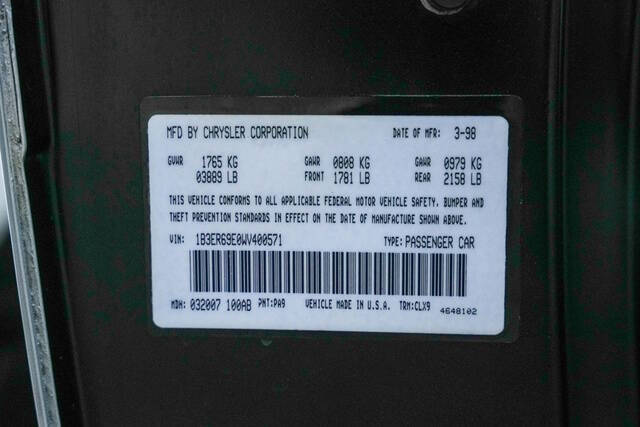 MFD BY CHRYSLER CORPORATION DATE OF MFR: 3-98
GVWR 1765 KG GAWR 0808 KG GAWR 0979 KG
03889 LB FRONT 1781 LB REAR 2158 LB
THIS VEHICLE CONFORMS TO ALL APPLICABLE FEDERAL MOTOR VEHICLE SAFETY, BUMPER AND
THEFT PREVENTION STANDARDS IN EFFECT ON THE DATE OF MANUFACTURE SHOWN ABOVE.
VIN: 1B3ER69E0WV400571 TYPE: PASSENGER CAR
MDH: 032007 100AB PNT:PA9 VEHICLE MADE IN U.S.A. TRM:CLX9
4648102